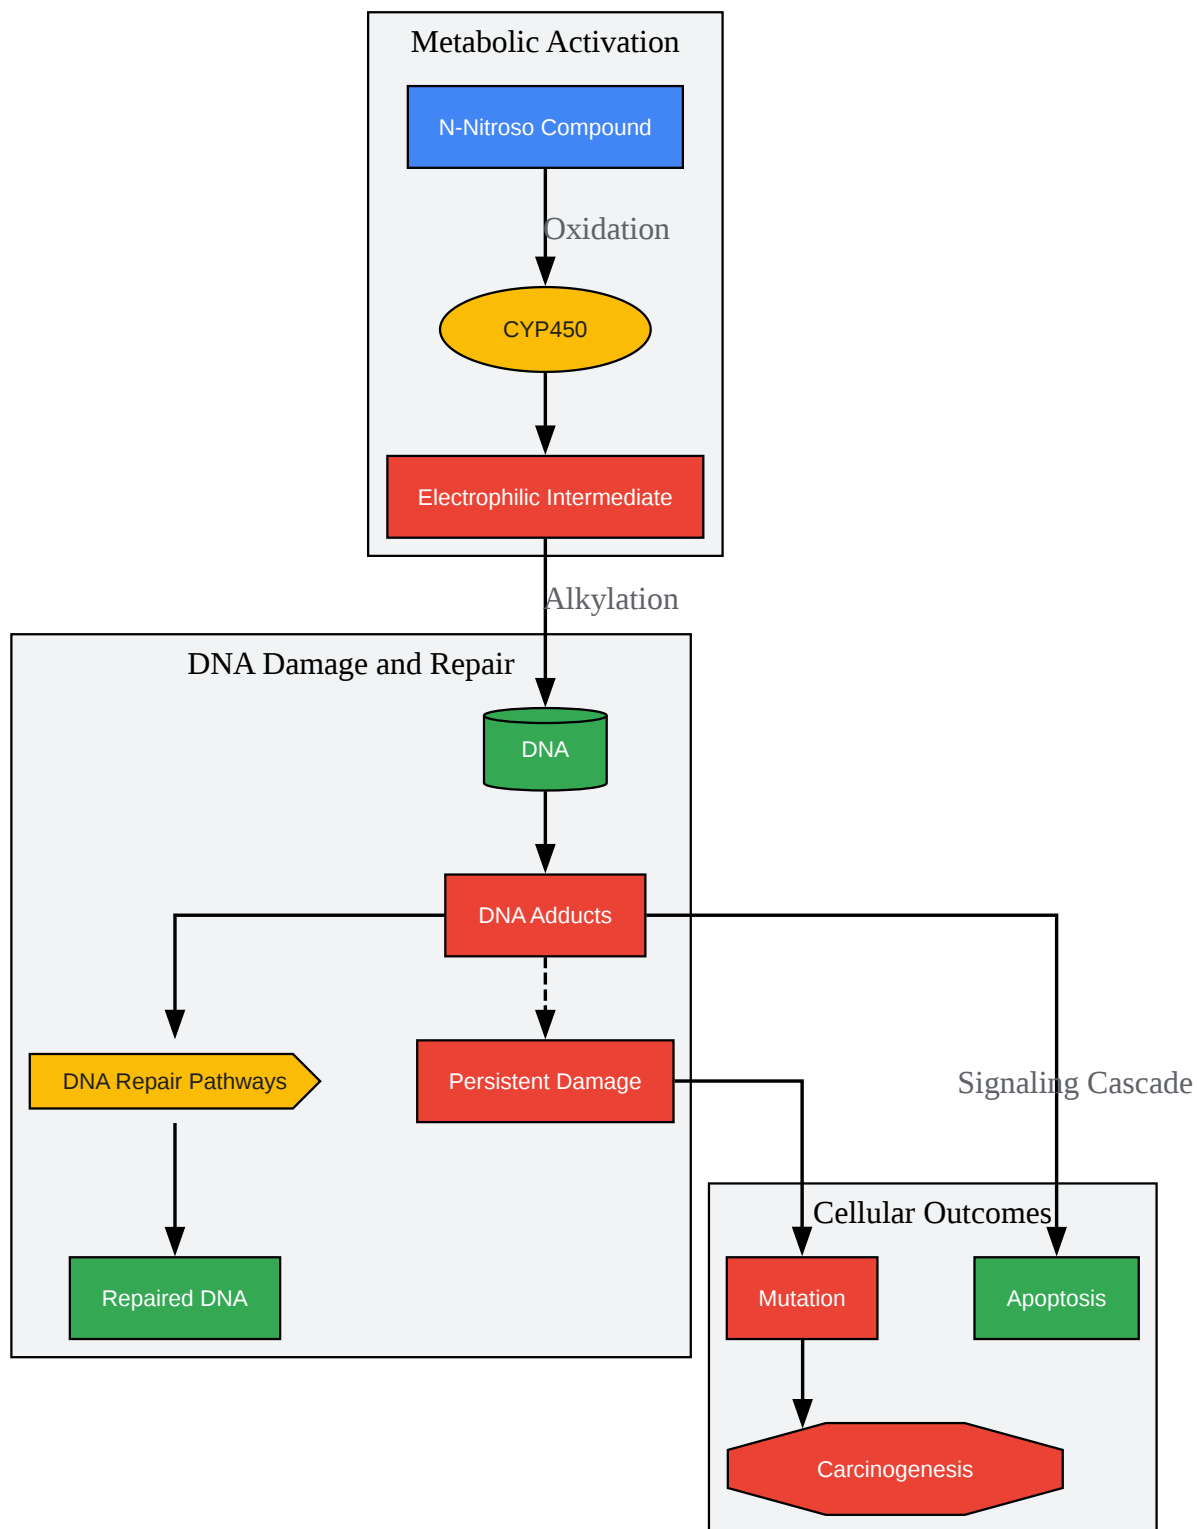 Metabolic Activation
N-Nitroso Compound
Oxidation
CYP450
Electrophilic Intermediate
Alkylation
DNA Damage and Repair
DNA
DNA Adducts
DNA Repair Pathways
Persistent Damage
Signaling Cascade
Cellular Outcomes
Repaired DNA
Mutation
Apoptosis
Carcinogenesis